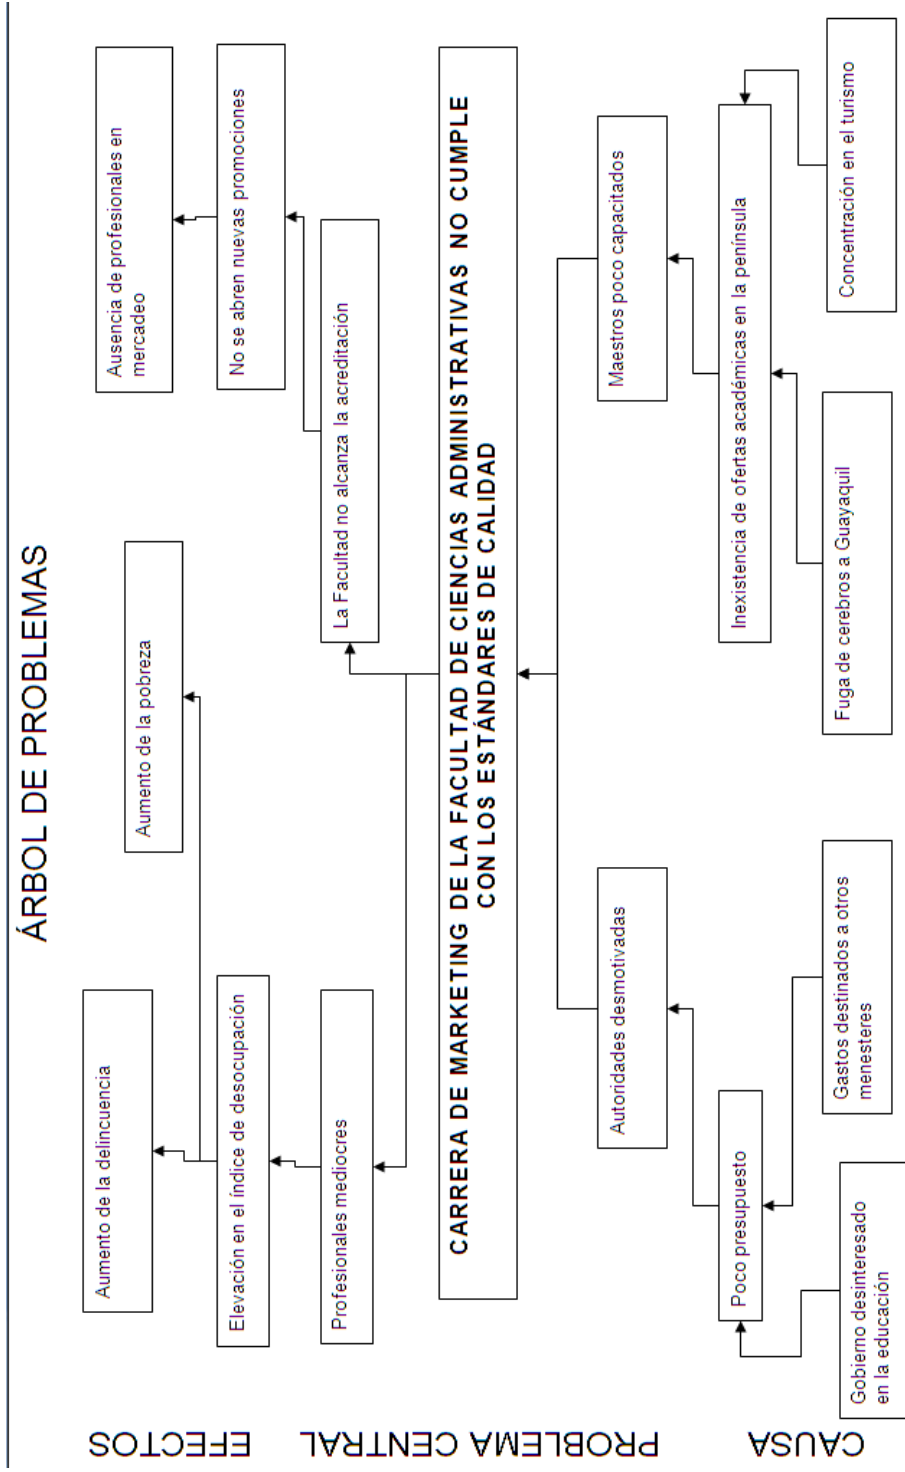 ÁRBOL DE PROBLEMAS
EFECTOS
Aumento de la delincuencia
Aumento de la pobreza
Ausencia de profesionales en
mercadeo
Elevación en el índice de desocupación
No se abren nuevas promociones
Profesionales mediocres
La Facultad no alcanza la acreditación
PROBLEMA CENTRAL
CARRERA DE MARKETING DE LA FACULTAD DE CIENCIAS ADMINISTRATIVAS NO CUMPLE
CON LOS ESTÁNDARES DE CALIDAD
Autoridades desmotivadas
Maestros poco capacitados
CAUSA
Poco presupuesto
Inexistencia de ofertas académicas en la península
Gobierno desinteresado
en la educación
Gastos destinados a otros
menesteres
Fuga de cerebros a Guayaquil
Concentración en el turismo